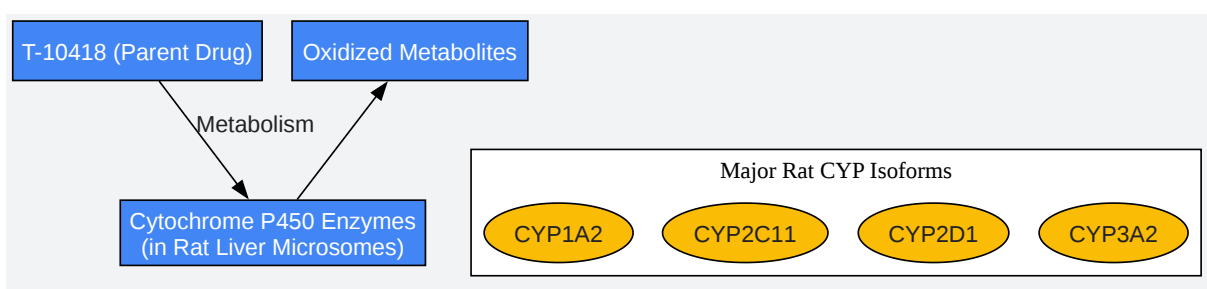 T-10418 (Parent Drug)
Oxidized Metabolites
Metabolism
Cytochrome P450 Enzymes
(in Rat Liver Microsomes)
Major Rat CYP Isoforms
CYP1A2
CYP2C11
CYP2D1
CYP3A2